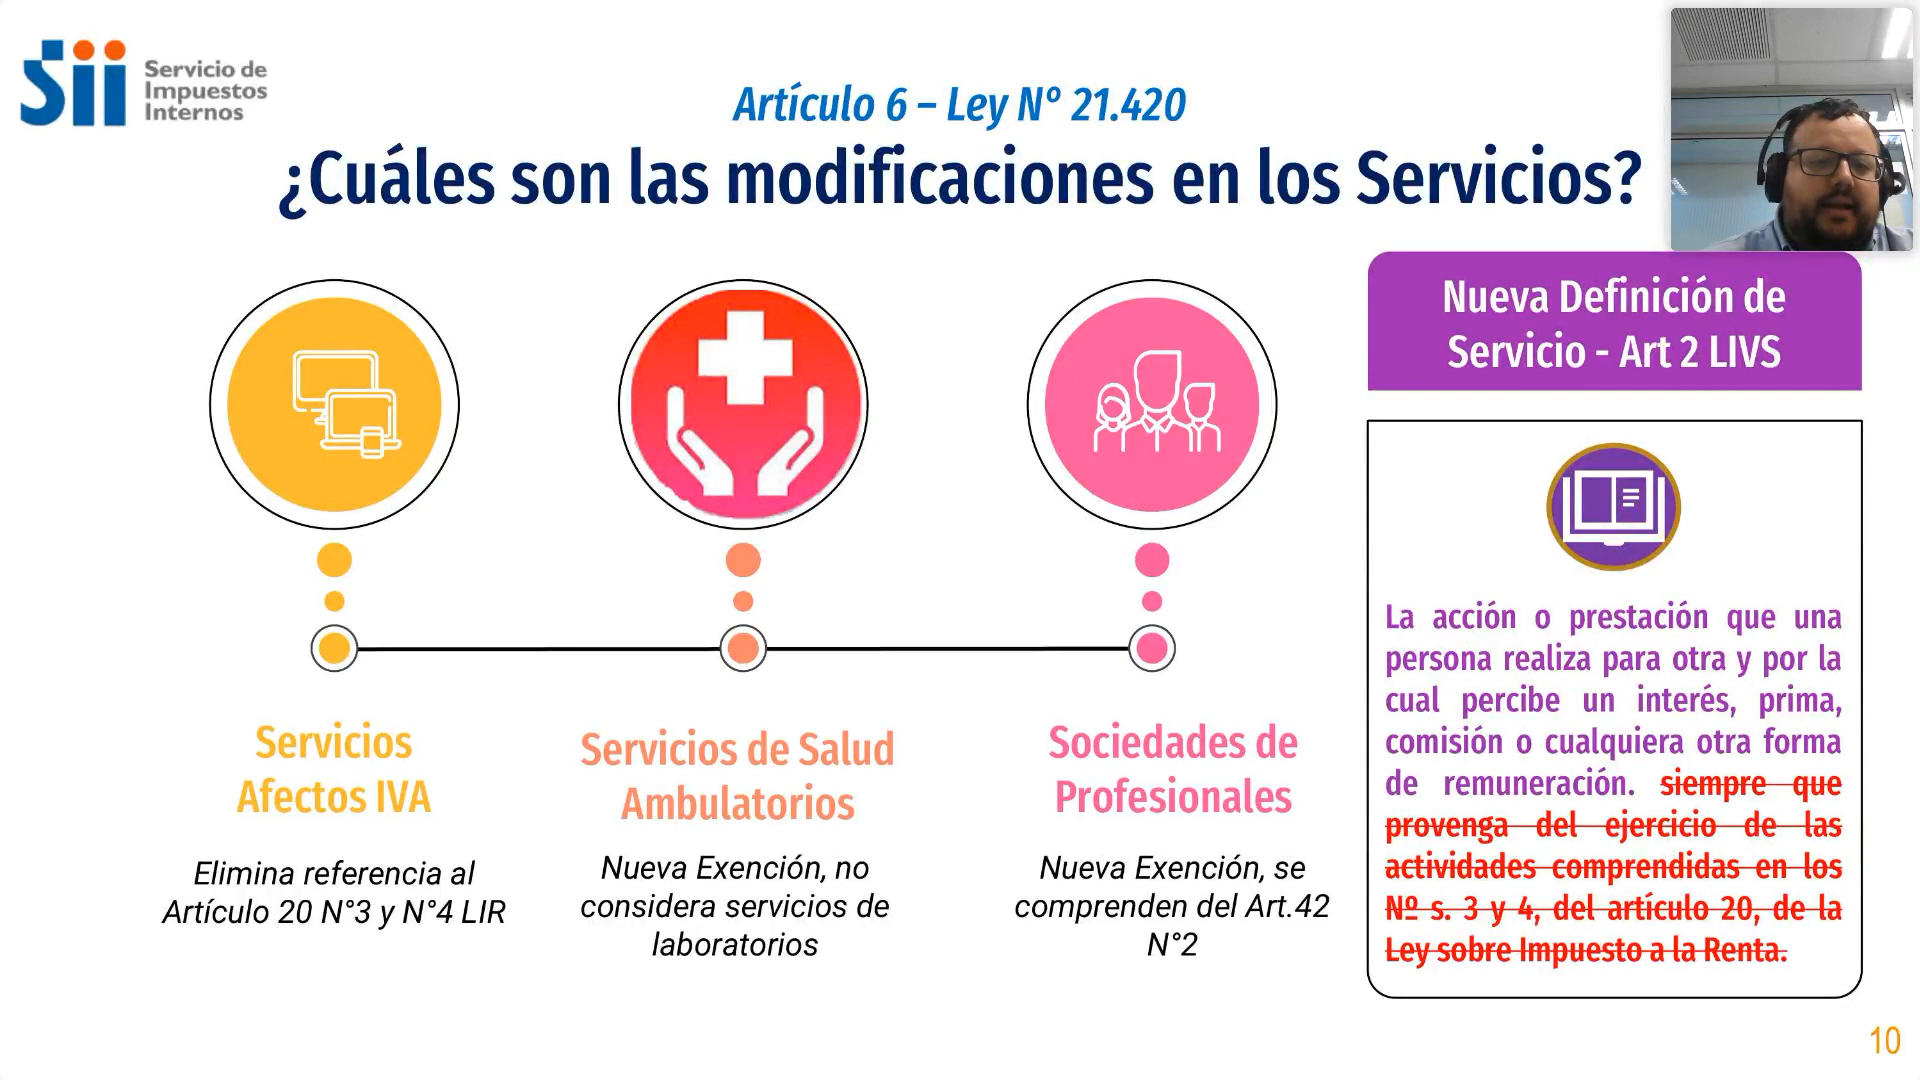 Sii Servicio de
Impuestos
Internos
Artículo 6 – Ley N° 21.420
¿Cuáles son las modificaciones en los Servicios?
Servicios
Afectos IVA
Elimina referencia al
Artículo 20 N°3 y N°4 LIR
Servicios de Salud
Ambulatorios
Nueva Exención, no
considera servicios de
laboratorios
Sociedades de
Profesionales
Nueva Exención, se
comprenden del Art.42
N°2
Nueva Definición de
Servicio - Art 2 LIVS
La acción o prestación que una
persona realiza para otra y por la
cual percibe un interés, prima,
comisión o cualquiera otra forma
de remuneración. siempre que
provenga del ejercicio de las
actividades comprendidas en los
Nº s. 3 y 4, del artículo 20, de la
Ley sobre Impuesto a la Renta.
10